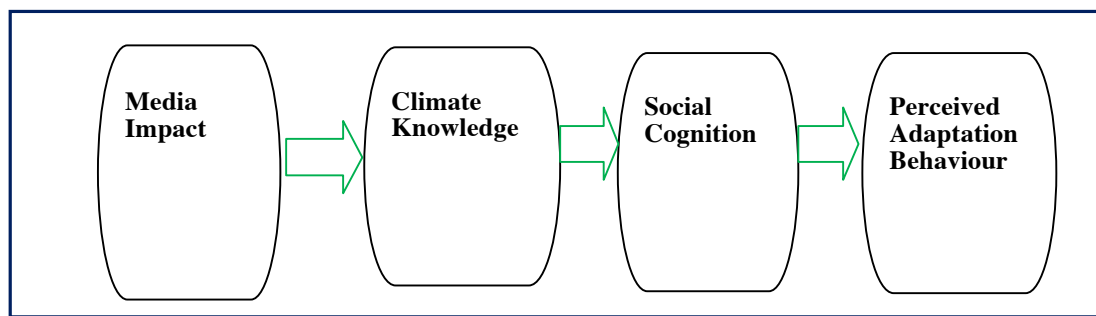 Media
Impact
Climate
Knowledge
Social
Cognition
Perceived
Adaptation
Behaviour